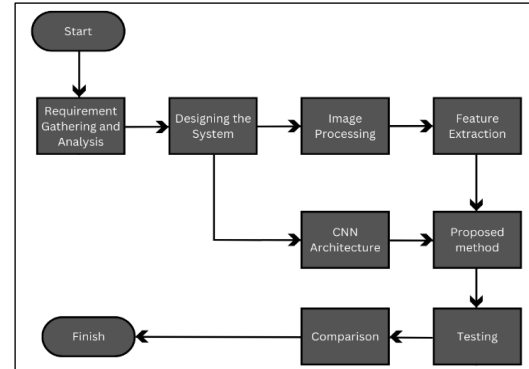 Start
Requirement
Gathering and
Analysis
Designing the
System
Image
Processing
Feature
Extraction
CNN
Architecture
Proposed
method
Finish
Comparison
Testing